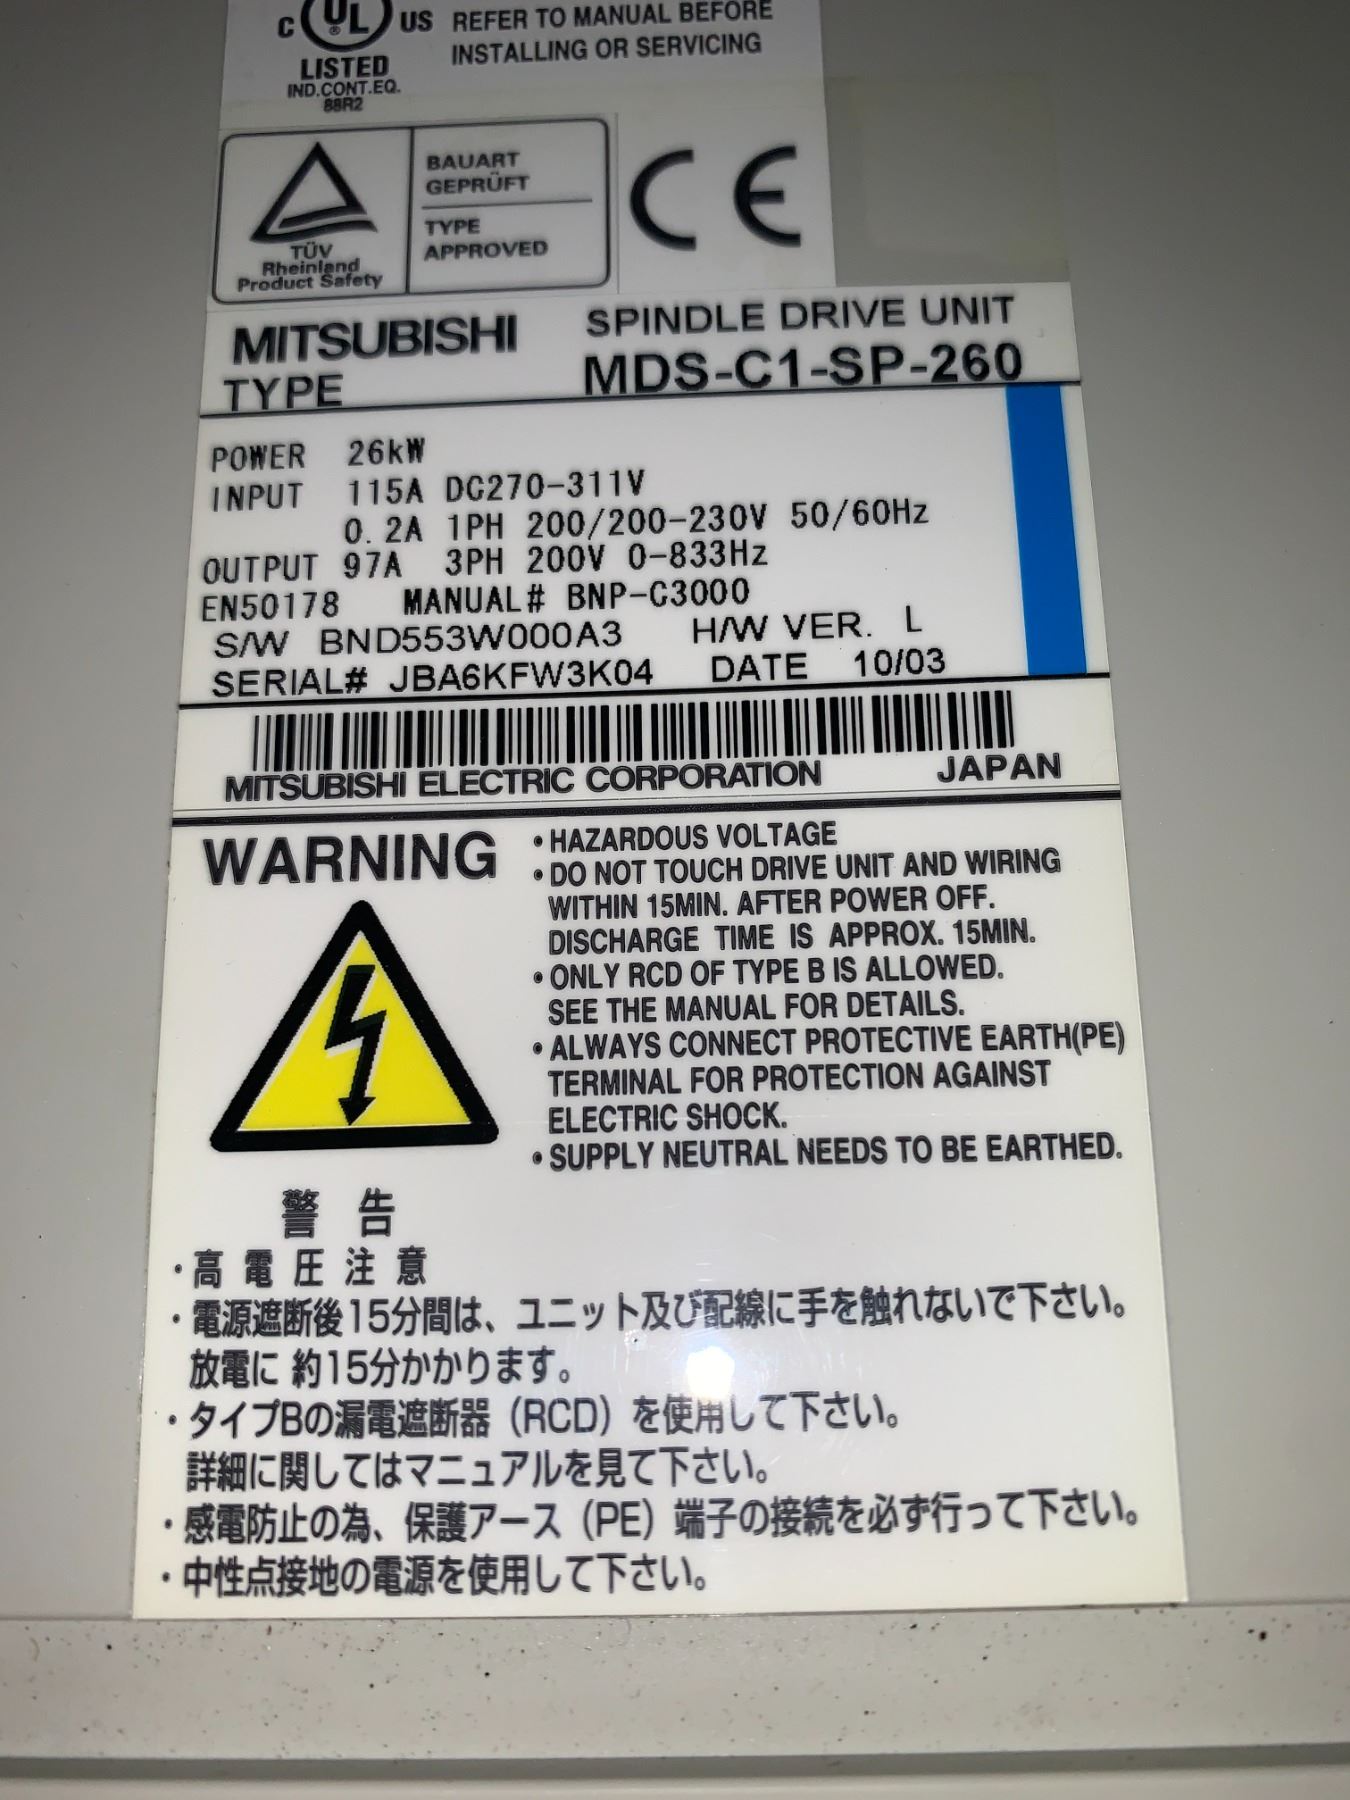 C UL US REFER TO MANUAL BEFORE
INSTALLING OR SERVICING
LISTED
IND.CONT.EQ.
88R2
TÜV
Rheinland
Product Safety
BAUART
GEPRÜFT
TYPE
APPROVED
CE
MITSUBISHI SPINDLE DRIVE UNIT
TYPE MDS-C1-SP-260
POWER 26kW
INPUT 115A DC270-311V
0.2A 1PH 200/200-230V 50/60Hz
OUTPUT 97A 3PH 200V 0-833Hz
EN50178 MANUAL# BNP-C3000
S/W BND553W000A3 H/W VER. L
SERIAL# JBA6KFW3K04 DATE 10/03
MITSUBISHI ELECTRIC CORPORATION JAPAN
WARNING
•HAZARDOUS VOLTAGE
•DO NOT TOUCH DRIVE UNIT AND WIRING
WITHIN 15MIN. AFTER POWER OFF.
DISCHARGE TIME IS APPROX. 15MIN.
•ONLY RCD OF TYPE B IS ALLOWED.
SEE THE MANUAL FOR DETAILS.
•ALWAYS CONNECT PROTECTIVE EARTH(PE)
TERMINAL FOR PROTECTION AGAINST
ELECTRIC SHOCK.
•SUPPLY NEUTRAL NEEDS TO BE EARTHED.
警告
・高電圧注意
・電源遮断後15分間は、ユニット及び配線に手を触れないで下さい。
放電に 約15分かかります。
・タイプBの漏電遮断器（RCD）を使用して下さい。
詳細に関してはマニュアルを見て下さい。
・感電防止の為、保護アース（PE）端子の接続を必ず行って下さい。
・中性点接地の電源を使用して下さい。